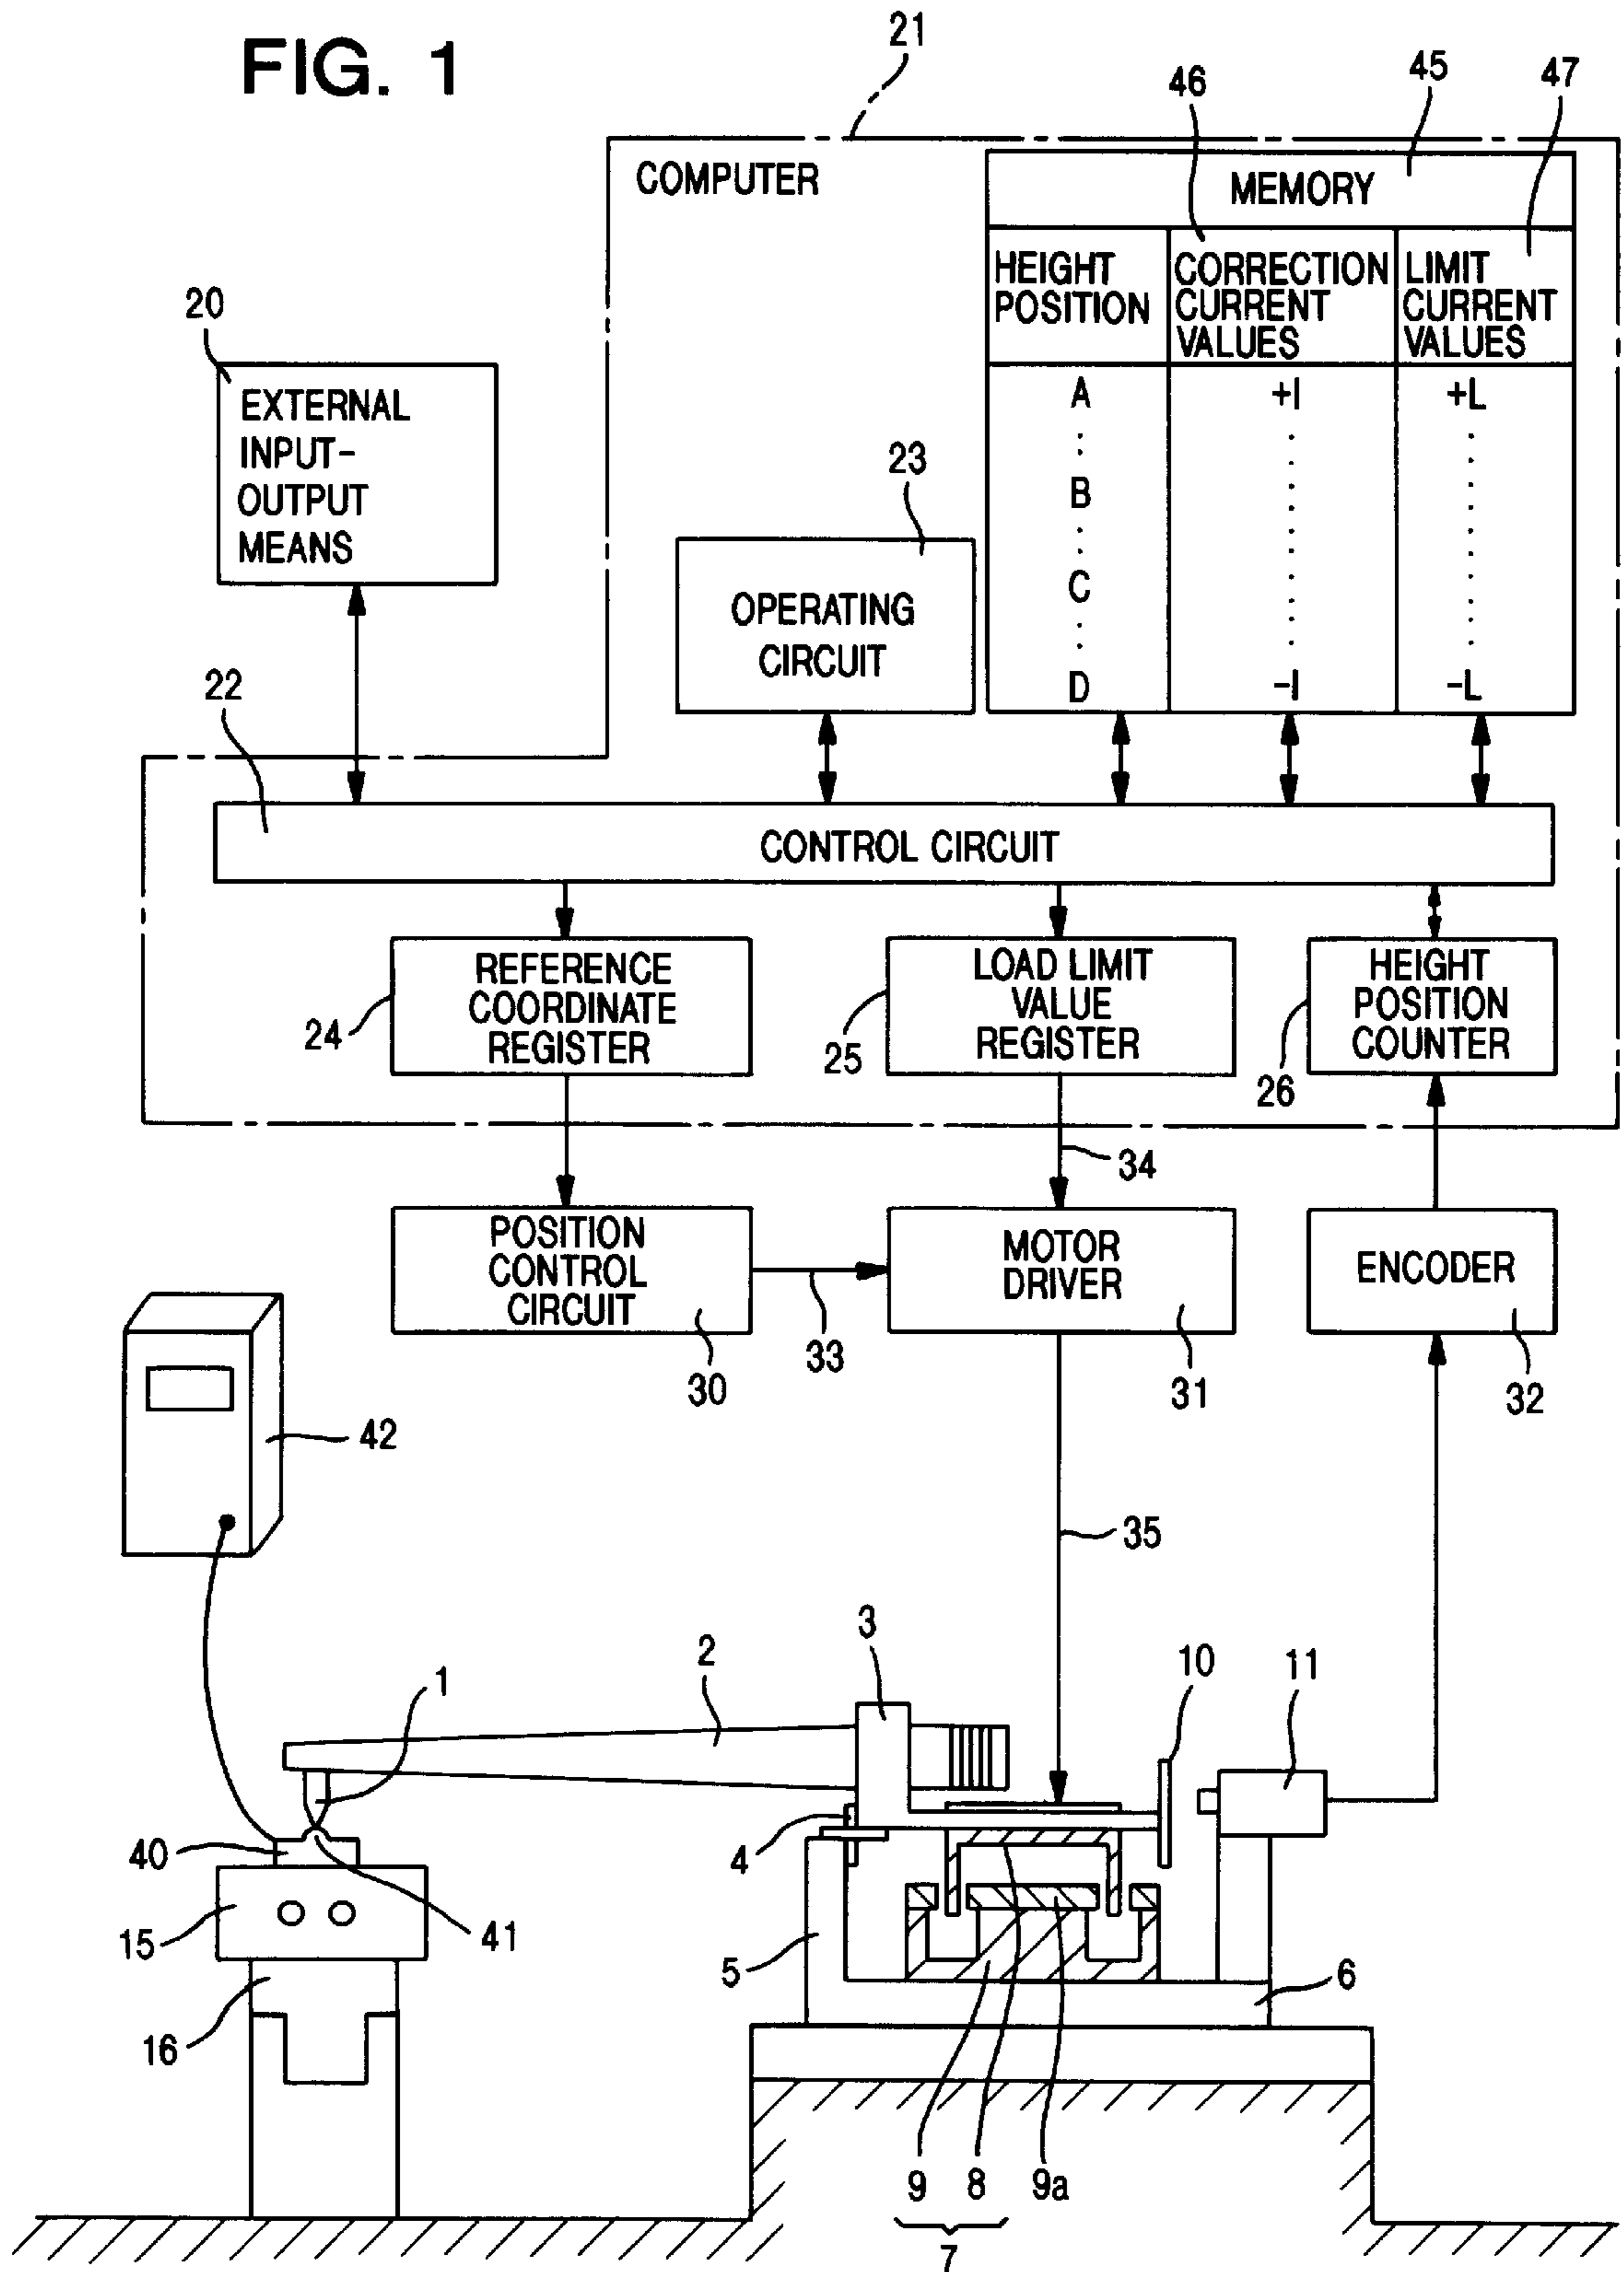 FIG. 1
21
46
45
47
COMPUTER
MEMORY
HEIGHT
POSITION
CORRECTION
CURRENT
VALUES
LIMIT
CURRENT
VALUES
20
EXTERNAL
INPUT-
OUTPUT
MEANS
A
+I
+L
B
C
D
-I
-L
23
OPERATING
CIRCUIT
22
CONTROL CIRCUIT
REFERENCE
COORDINATE
REGISTER
24
LOAD LIMIT
VALUE
REGISTER
25
HEIGHT
POSITION
COUNTER
26
34
POSITION
CONTROL
CIRCUIT
30
33
MOTOR
DRIVER
31
ENCODER
32
42
35
3
2
1
10
11
4
40
15
41
5
6
16
9
8
9a
7